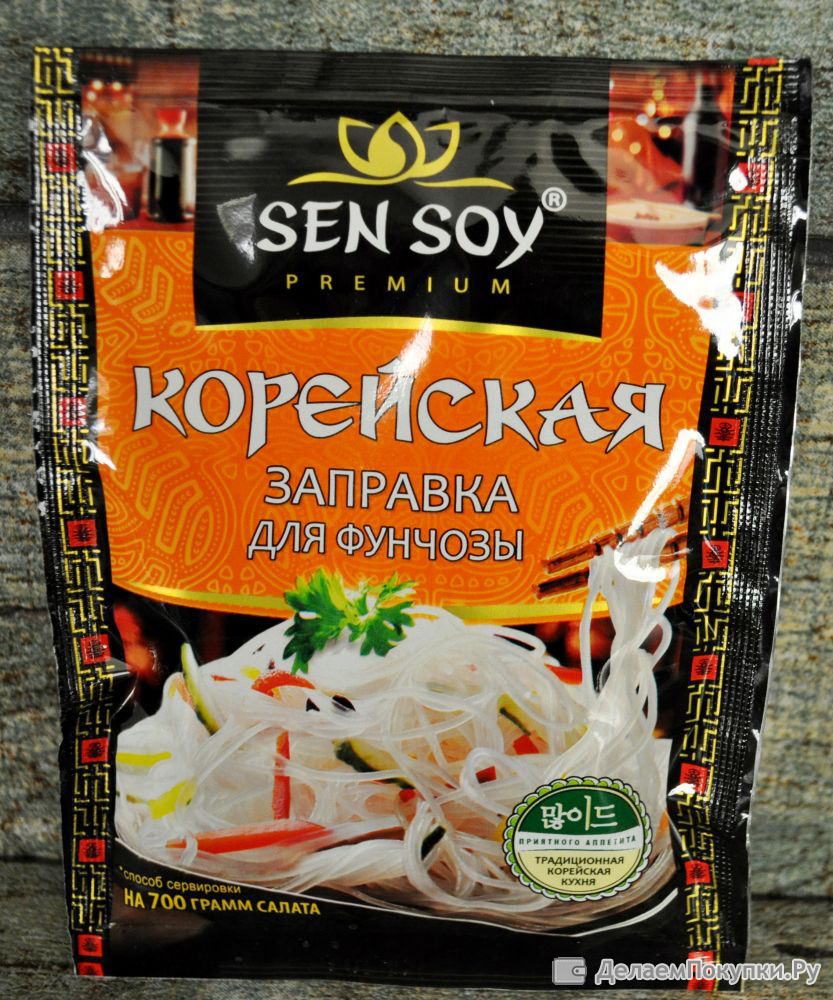 SEN SOY®
PREMIUM
КОРЕЙСКАЯ
ЗАПРАВКА
ДЛЯ ФУНЧОЗЫ
많이드
ПРИЯТНОГО АППЕТИТА
ТРАДИЦИОННАЯ
КОРЕЙСКАЯ
КУХНЯ
*способ сервировки
НА 700 ГРАММ САЛАТА
ДелаемПокупки.Ру